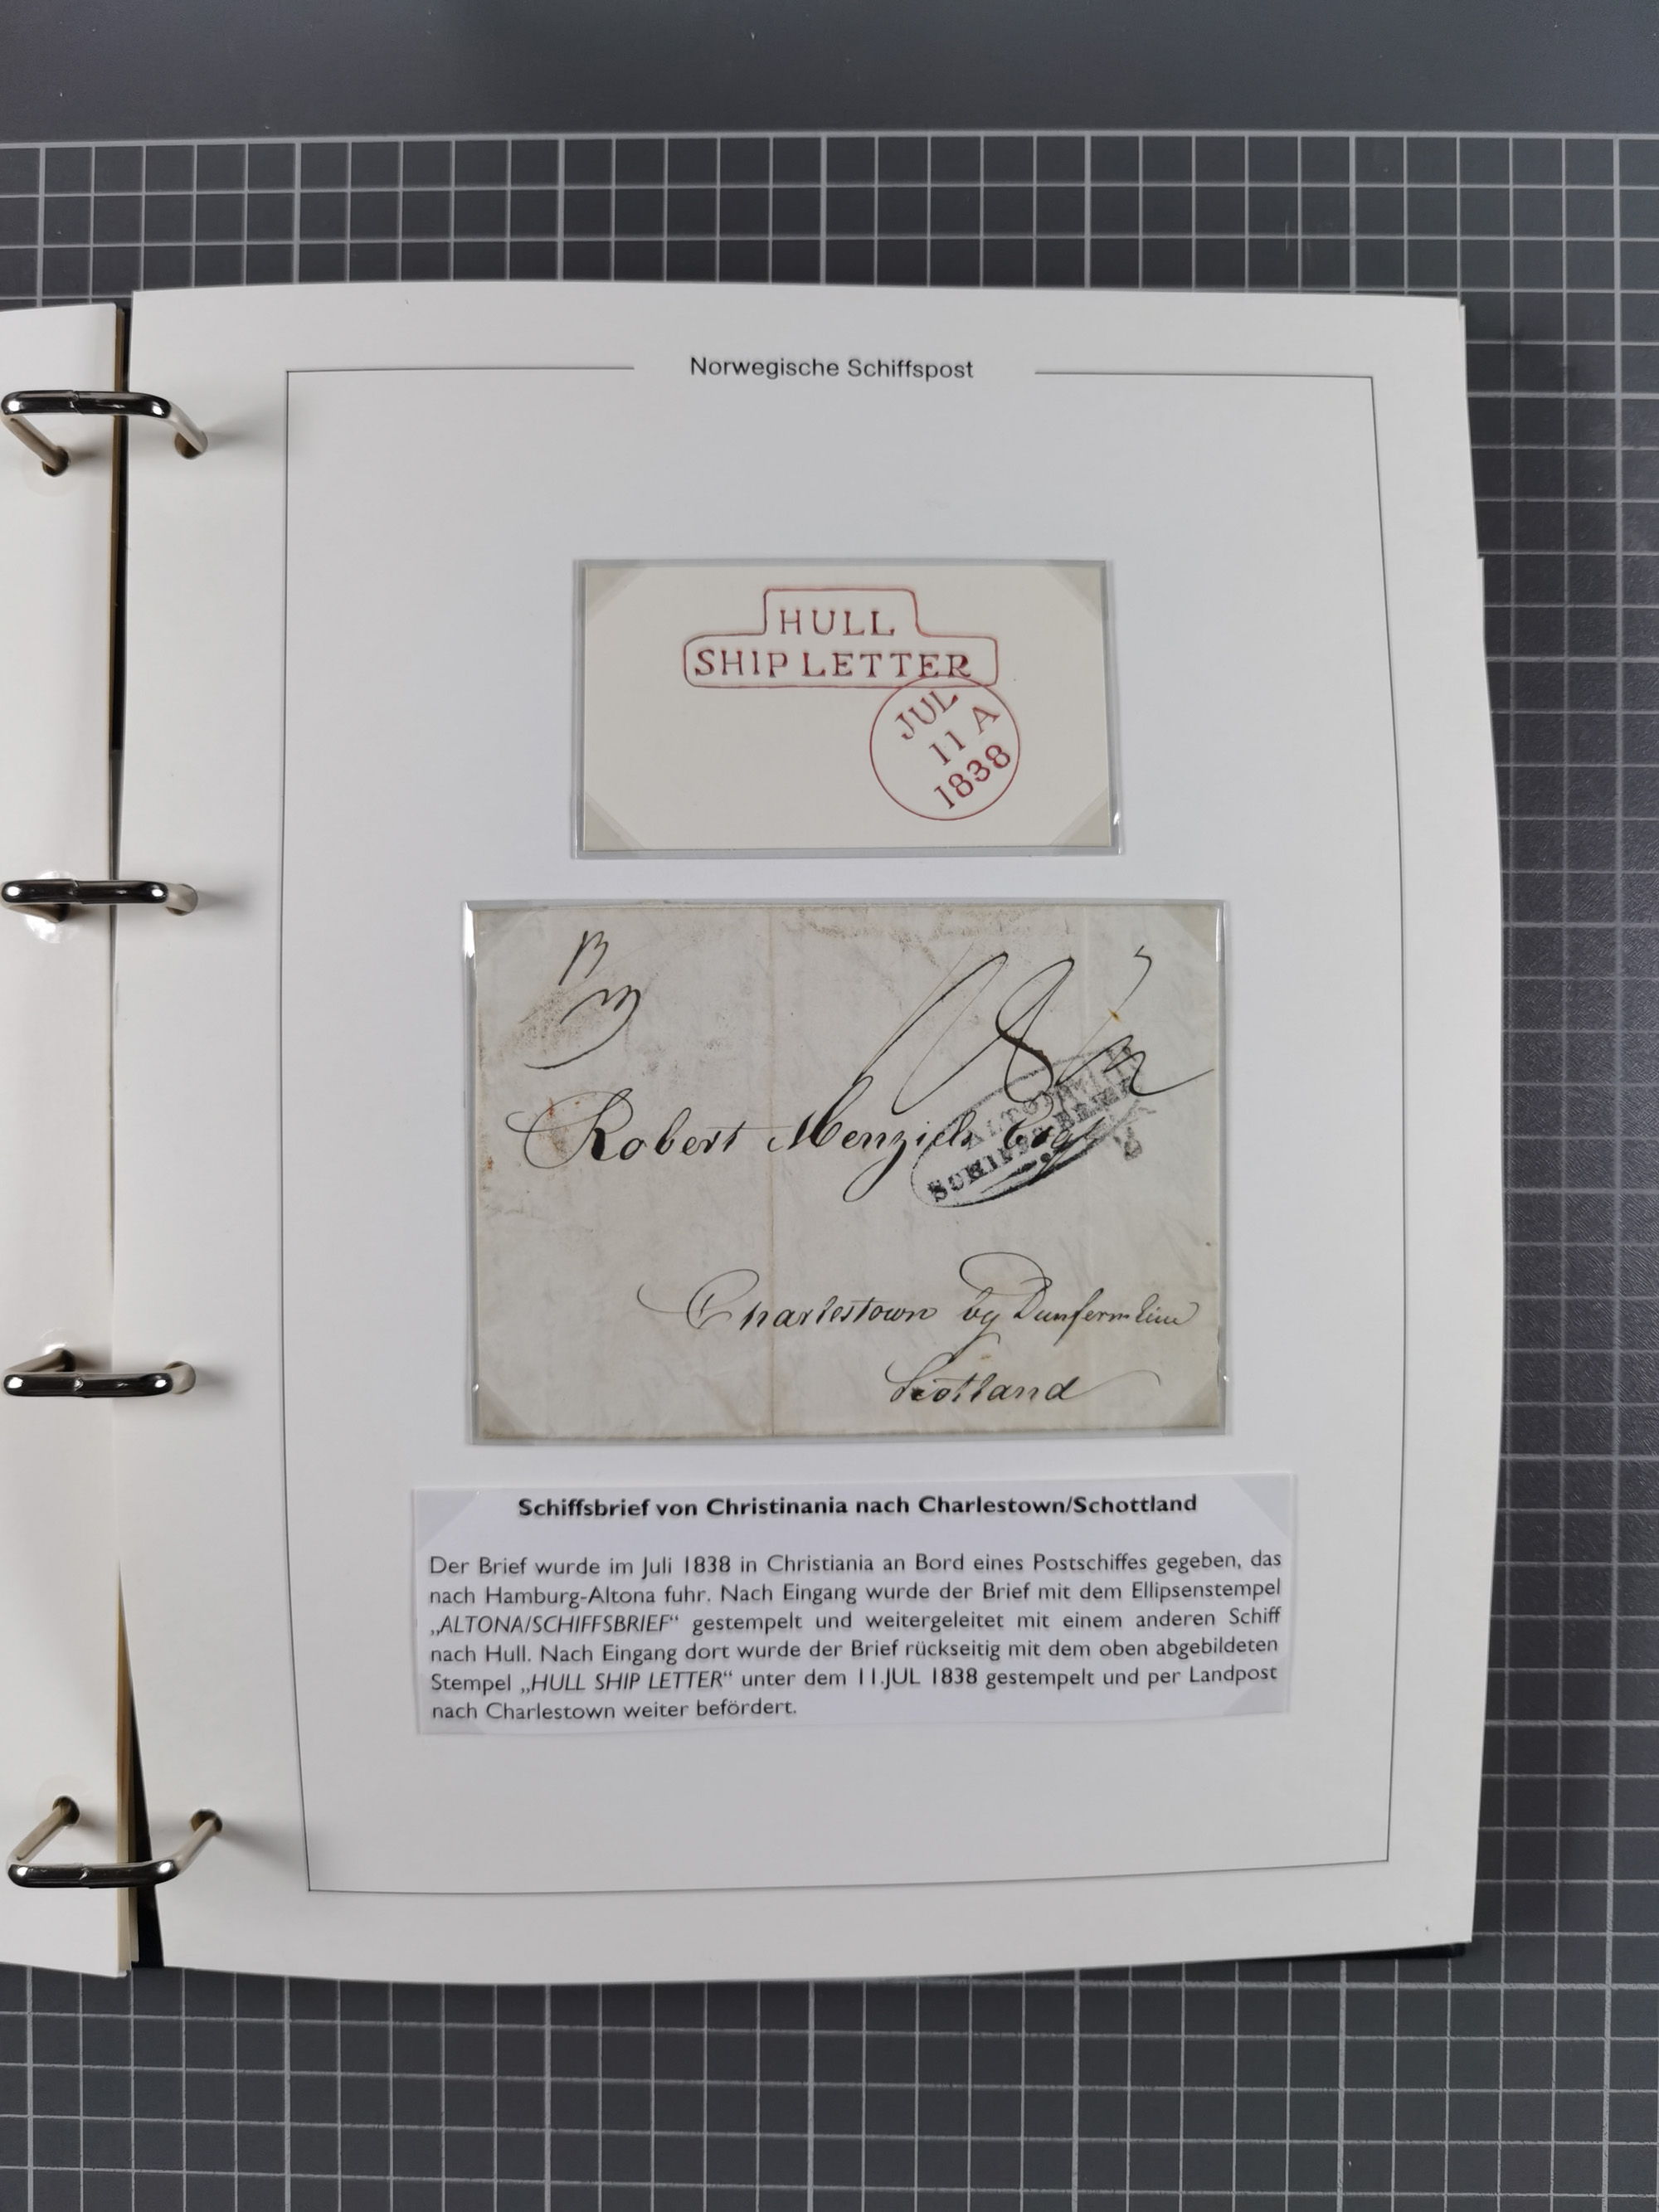 Norwegische Schiffspost
HULL
SHIP LETTER
JUL
11 A
1838
Robert Menzies Esqr
ALTONA
SCHIFFSBRIEF
Charlestown by Dunfermline
Scotland
Schiffsbrief von Christinania nach Charlestown/Schottland
Der Brief wurde im Juli 1838 in Christiania an Bord eines Postschiffes gegeben, das
nach Hamburg-Altona fuhr. Nach Eingang wurde der Brief mit dem Ellipsenstempel
„ALTONA/SCHIFFSBRIEF“ gestempelt und weitergeleitet mit einem anderen Schiff
nach Hull. Nach Eingang dort wurde der Brief rückseitig mit dem oben abgebildeten
Stempel „HULL SHIP LETTER“ unter dem 11.JUL 1838 gestempelt und per Landpost
nach Charlestown weiter befördert.